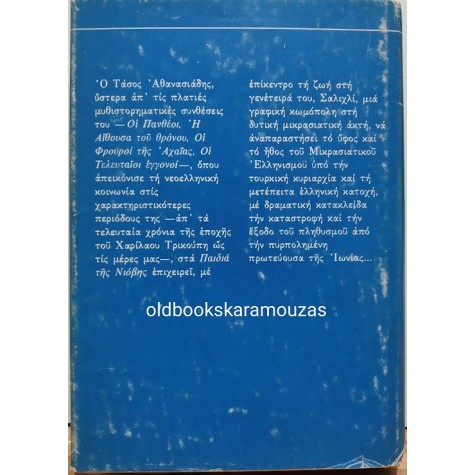 Ὁ Τάσος Ἀθανασιάδης,
ὕστερα ἀπ' τίς πλατιές
μυθιστορηματικές συνθέσεις
του —Οἱ Πανθέοι, Ἡ
Αἴθουσα τοῦ θρόνου, Οἱ
Φρουροί τῆς Ἀχαΐας, Οἱ
Τελευταῖοι ἔγγονοί—, ὅπου
ἀπεικόνισε τή νεοελληνική
κοινωνία στίς
χαρακτηριστικότερες
περιόδους της —ἀπ' τά
τελευταία χρόνια τῆς ἐποχῆς
τοῦ Χαρίλαου Τρικούπη ὡς
τίς μέρες μας—, στά Παιδιά
τῆς Νιόβης ἐπιχειρεῖ, μέ
ἐπίκεντρο τή ζωή στή
γενέτειρά του, Σαλιχλί, μιά
γραφική κωμόπολη στή
δυτική μικρασιατική ἀκτή, νά
ἀναπαραστήσει τό ὕφος καί
τό ἦθος τοῦ Μικρασιατικοῦ
Ἑλληνισμοῦ ὑπό τήν
τουρκική κυριαρχία καί τή
μετέπειτα ἑλληνική κατοχή,
μέ δραματική κατακλείδα
τήν καταστροφή καί τήν
ἔξοδο τοῦ πληθυσμοῦ ἀπό
τήν πυρπολημένη
πρωτεύουσα τῆς Ἰωνίας...
oldbookskaramouzas